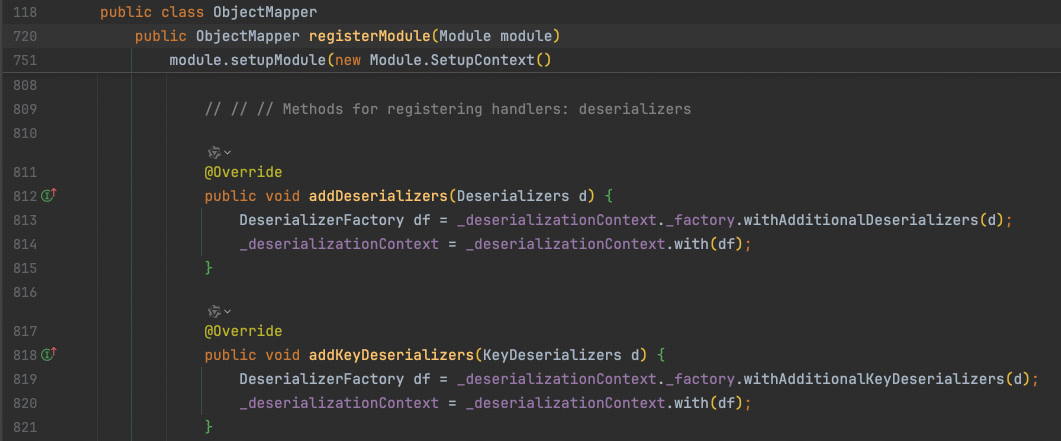 118 public class ObjectMapper
720 public ObjectMapper registerModule(Module module)
751 module.setupModule(new Module.SetupContext()
808
809 // // // Methods for registering handlers: deserializers
810
811 @Override
812 public void addDeserializers(Deserializers d) {
813 DeserializerFactory df = _deserializationContext._factory.withAdditionalDeserializers(d);
814 _deserializationContext = _deserializationContext.with(df);
815 }
816
817 @Override
818 public void addKeyDeserializers(KeyDeserializers d) {
819 DeserializerFactory df = _deserializationContext._factory.withAdditionalKeyDeserializers(d);
820 _deserializationContext = _deserializationContext.with(df);
821 }